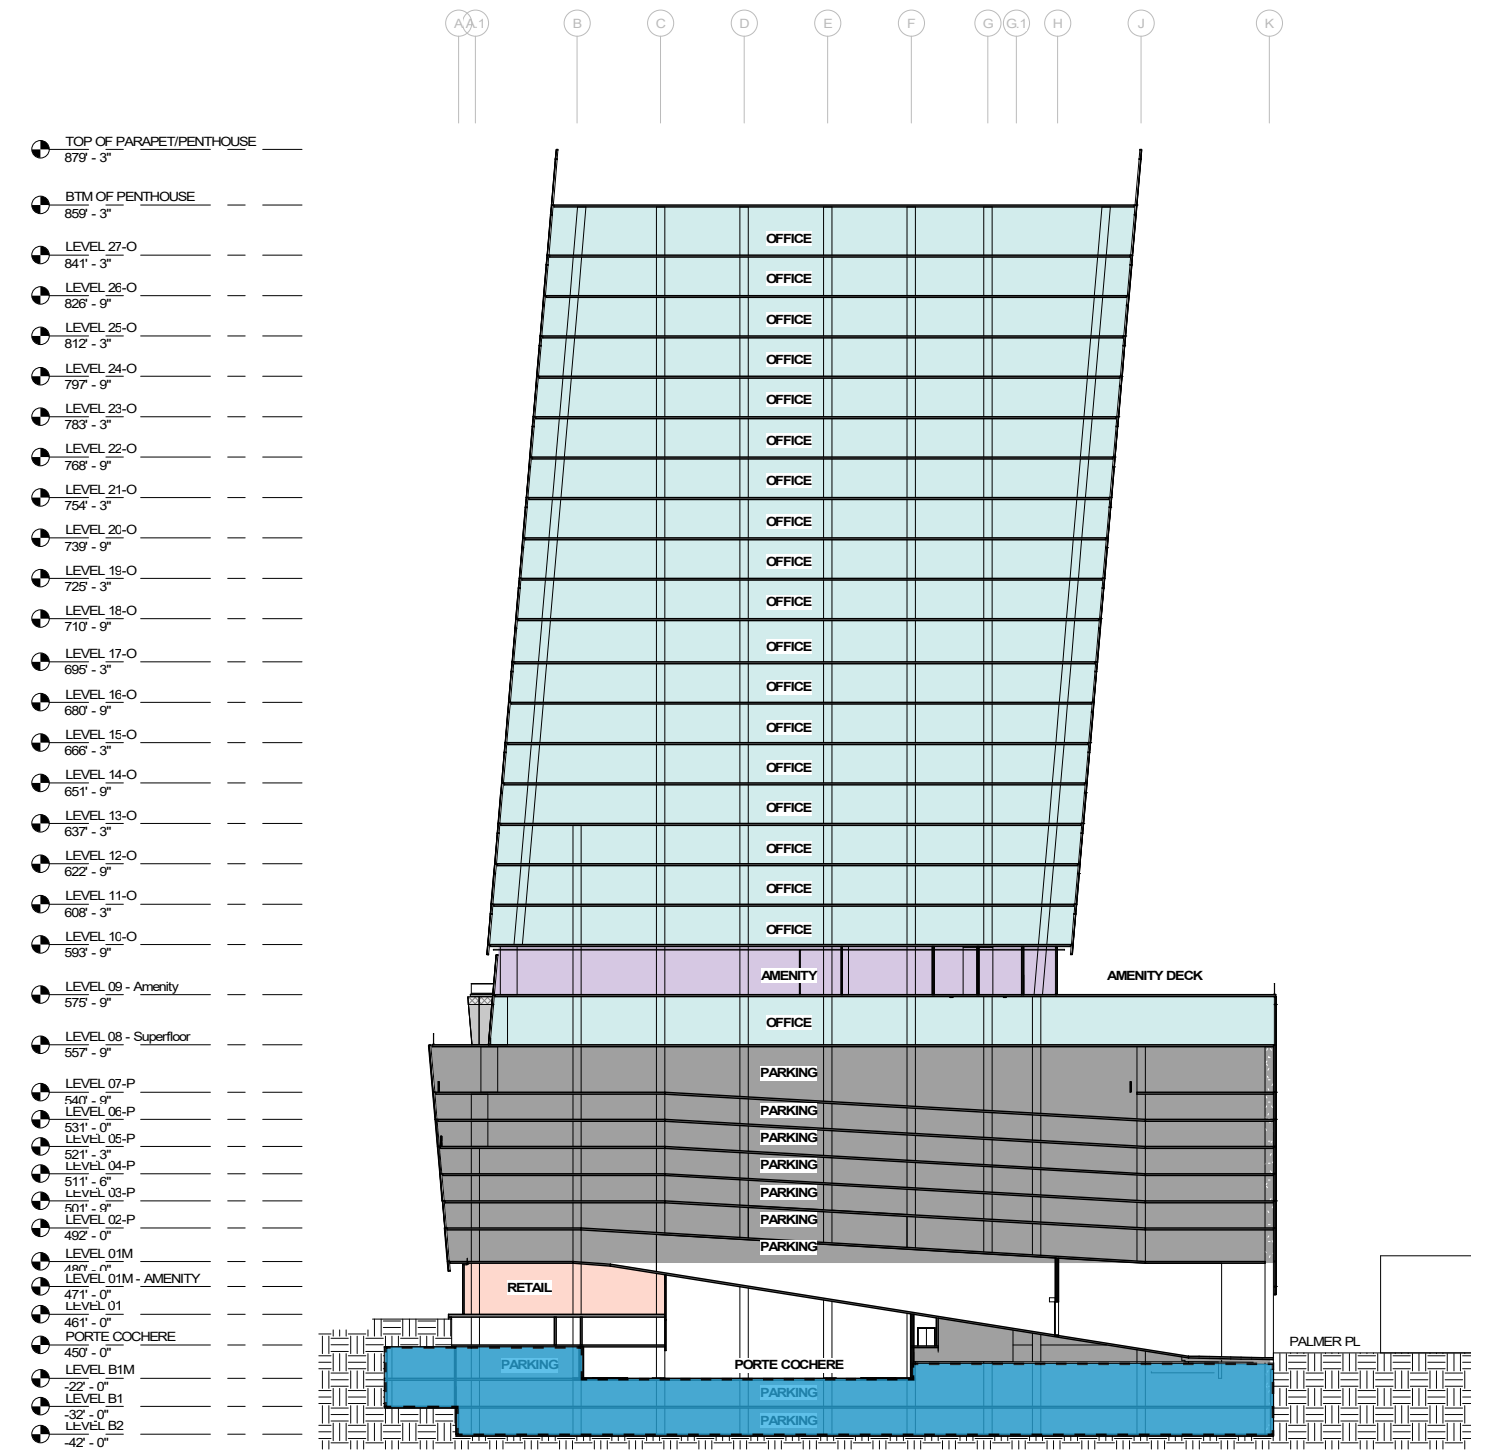 A A.1 B C D E F G G.1 H J K
TOP OF PARAPET/PENTHOUSE
879' - 3"
BTM OF PENTHOUSE
859' - 3"
LEVEL 27-O
841' - 3"
OFFICE
LEVEL 26-O
826' - 9"
OFFICE
LEVEL 25-O
812' - 3"
OFFICE
LEVEL 24-O
797' - 9"
OFFICE
LEVEL 23-O
783' - 3"
OFFICE
LEVEL 22-O
768' - 9"
OFFICE
LEVEL 21-O
754' - 3"
OFFICE
LEVEL 20-O
739' - 9"
OFFICE
LEVEL 19-O
725' - 3"
OFFICE
LEVEL 18-O
710' - 9"
OFFICE
LEVEL 17-O
695' - 3"
OFFICE
LEVEL 16-O
680' - 9"
OFFICE
LEVEL 15-O
666' - 3"
OFFICE
LEVEL 14-O
651' - 9"
OFFICE
LEVEL 13-O
637' - 3"
OFFICE
LEVEL 12-O
622' - 9"
OFFICE
LEVEL 11-O
608' - 3"
OFFICE
LEVEL 10-O
593' - 9"
OFFICE
LEVEL 09 - Amenity
575' - 9"
AMENITY
AMENITY DECK
LEVEL 08 - Superfloor
557' - 9"
OFFICE
LEVEL 07-P
540' - 9"
PARKING
LEVEL 06-P
531' - 0"
PARKING
LEVEL 05-P
521' - 3"
PARKING
LEVEL 04-P
511' - 6"
PARKING
LEVEL 03-P
501' - 9"
PARKING
LEVEL 02-P
492' - 0"
PARKING
LEVEL 01M
480' - 0"
PARKING
LEVEL 01M - AMENITY
471' - 0"
RETAIL
LEVEL 01
461' - 0"
PORTE COCHERE
450' - 0"
PALMER PL
LEVEL B1M
-22' - 0"
PARKING
PORTE COCHERE
LEVEL B1
-32' - 0"
PARKING
LEVEL B2
-42' - 0"
PARKING